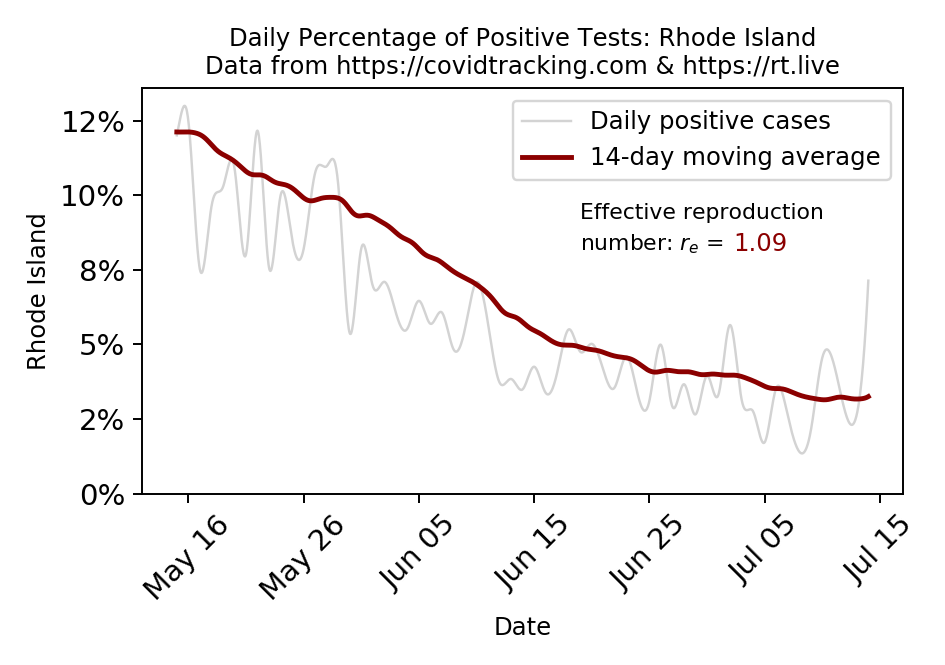 Daily Percentage of Positive Tests: Rhode Island
Data from https://covidtracking.com & https://rt.live
Daily positive cases
14-day moving average
Effective reproduction
number: rₑ = 1.09
Rhode Island
12%
10%
8%
5%
2%
0%
May 16
May 26
Jun 05
Jun 15
Jun 25
Jul 05
Jul 15
Date